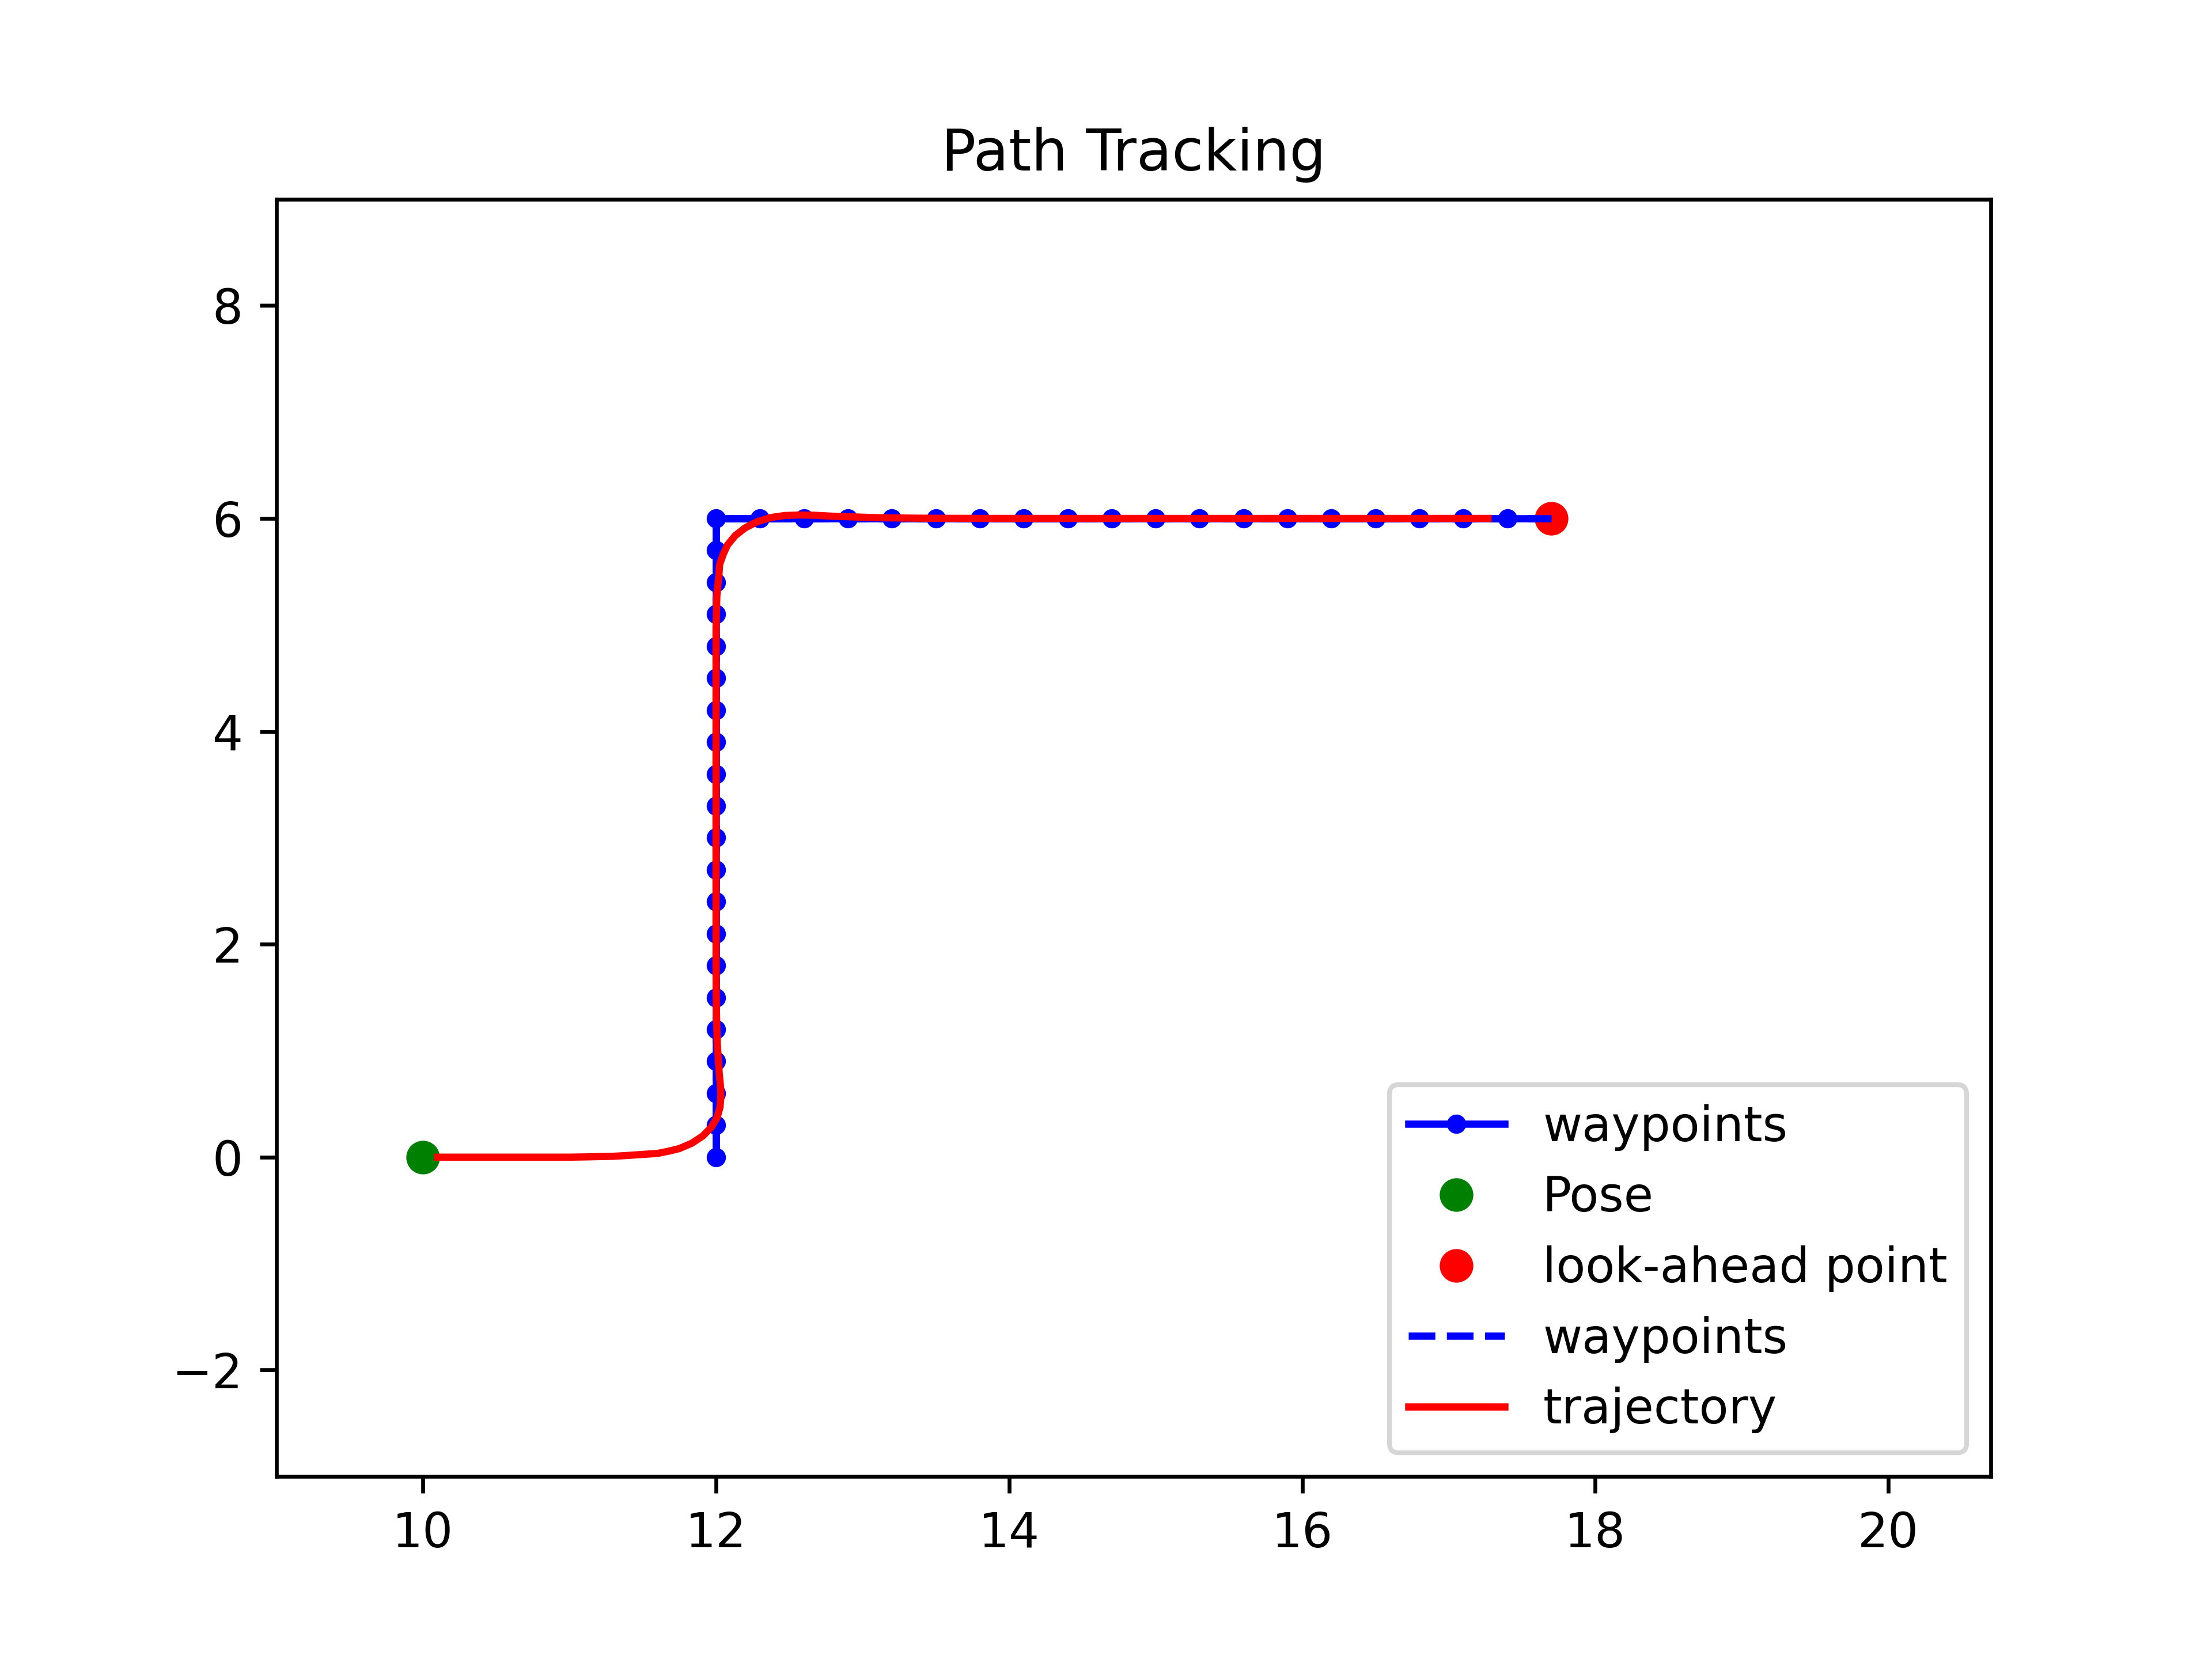 Path Tracking
8
6
4
2
0
−2
10 12 14 16 18 20
waypoints
Pose
look-ahead point
waypoints
trajectory